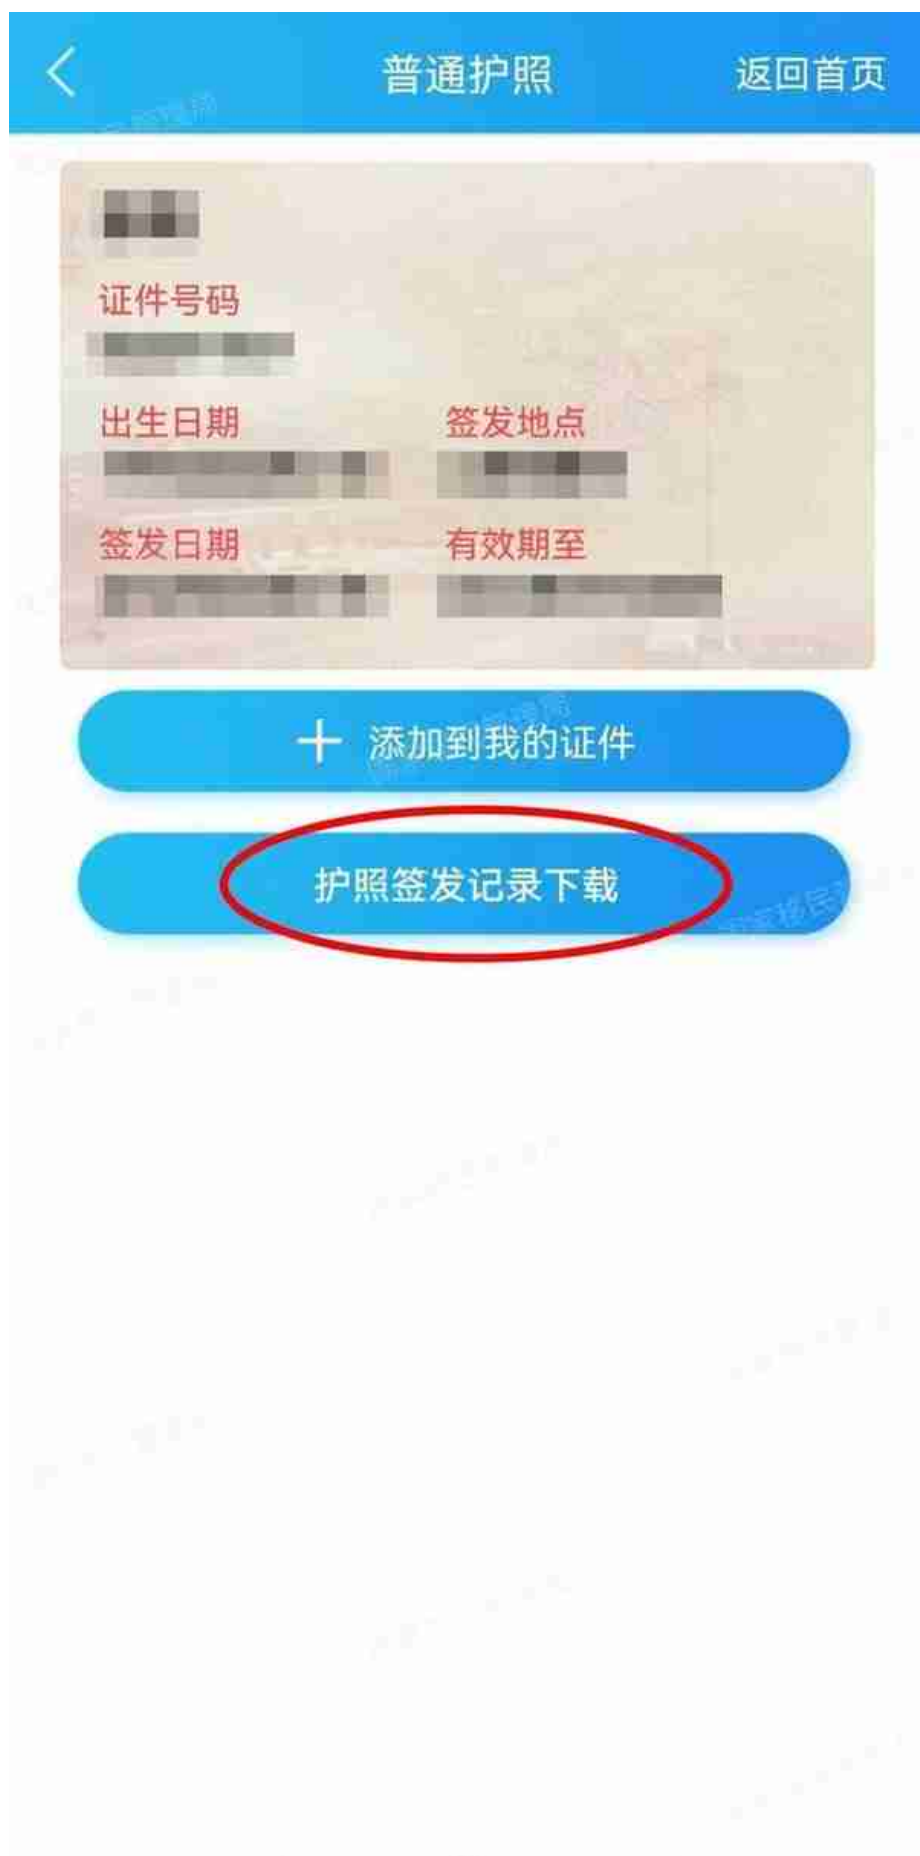 普通护照
返回首页
证件号码
出生日期
签发地点
签发日期
有效期至
添加到我的证件
护照签发记录下载